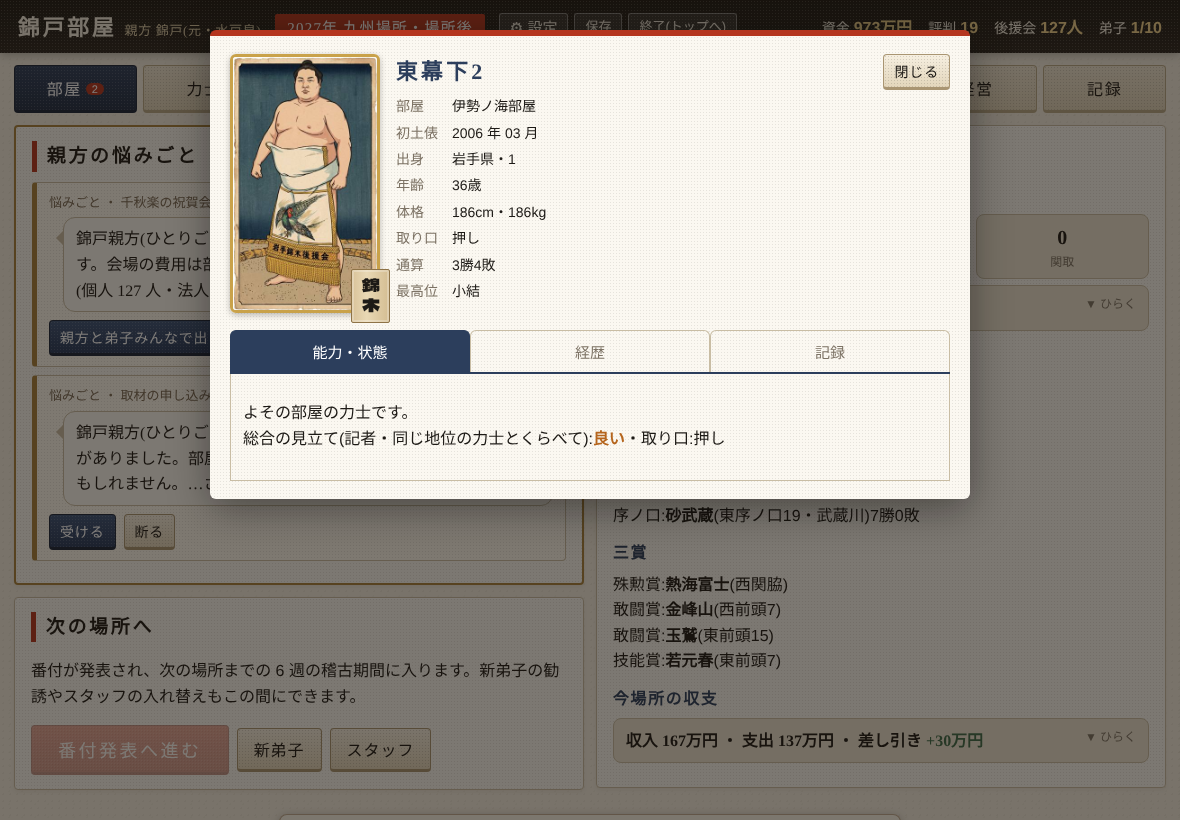 錦戸部屋 親方 錦戸(元・水戸泉) 2027年 九州場所・場所後 ⚙ 設定 保存 終了(トップへ) 資金 973万円 評判 19 後援会 127人 弟子 1/10
部屋 2
経営
記録
東幕下2
閉じる
部屋 伊勢ノ海部屋
初土俵 2006 年 03 月
出身 岩手県・1
年齢 36歳
体格 186cm・186kg
取り口 押し
通算 3勝4敗
最高位 小結
岩手錦木後援会
錦木
能力・状態 経歴 記録
よその部屋の力士です。
総合の見立て(記者・同じ地位の力士とくらべて):良い・取り口:押し
親方の悩みごと
悩みごと ・ 千秋楽の祝賀会
錦戸親方(ひとりご
す。会場の費用は部
(個人 127 人・法人
親方と弟子みんなで出
悩みごと ・ 取材の申し込み
錦戸親方(ひとりご
がありました。部屋
もしれません。…
受ける 断る
次の場所へ
番付が発表され、次の場所までの 6 週の稽古期間に入ります。新弟子の勧
誘やスタッフの入れ替えもこの間にできます。
番付発表へ進む 新弟子 スタッフ
0
関取
▼ ひらく
序ノ口:砂武蔵(東序ノ口19・武蔵川)7勝0敗
三賞
殊勲賞:熱海富士(西関脇)
敢闘賞:金峰山(西前頭7)
敢闘賞:玉鷲(東前頭15)
技能賞:若元春(東前頭7)
今場所の収支
収入 167万円 ・ 支出 137万円 ・ 差し引き +30万円 ▼ ひらく